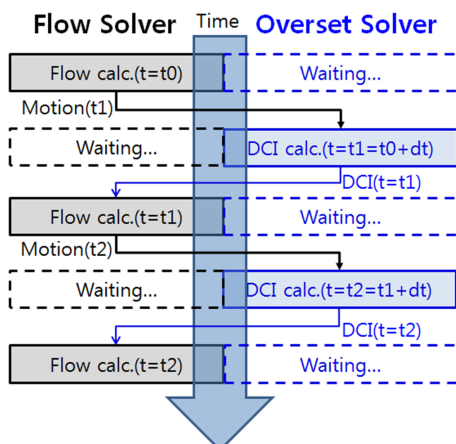 Flow Solver Time Overset Solver
Flow calc.(t=t0) Waiting...
Motion(t1)
Waiting... DCI calc.(t=t1=t0+dt)
DCI(t=t1)
Flow calc.(t=t1) Waiting...
Motion(t2)
Waiting... DCI calc.(t=t2=t1+dt)
DCI(t=t2)
Flow calc.(t=t2) Waiting...